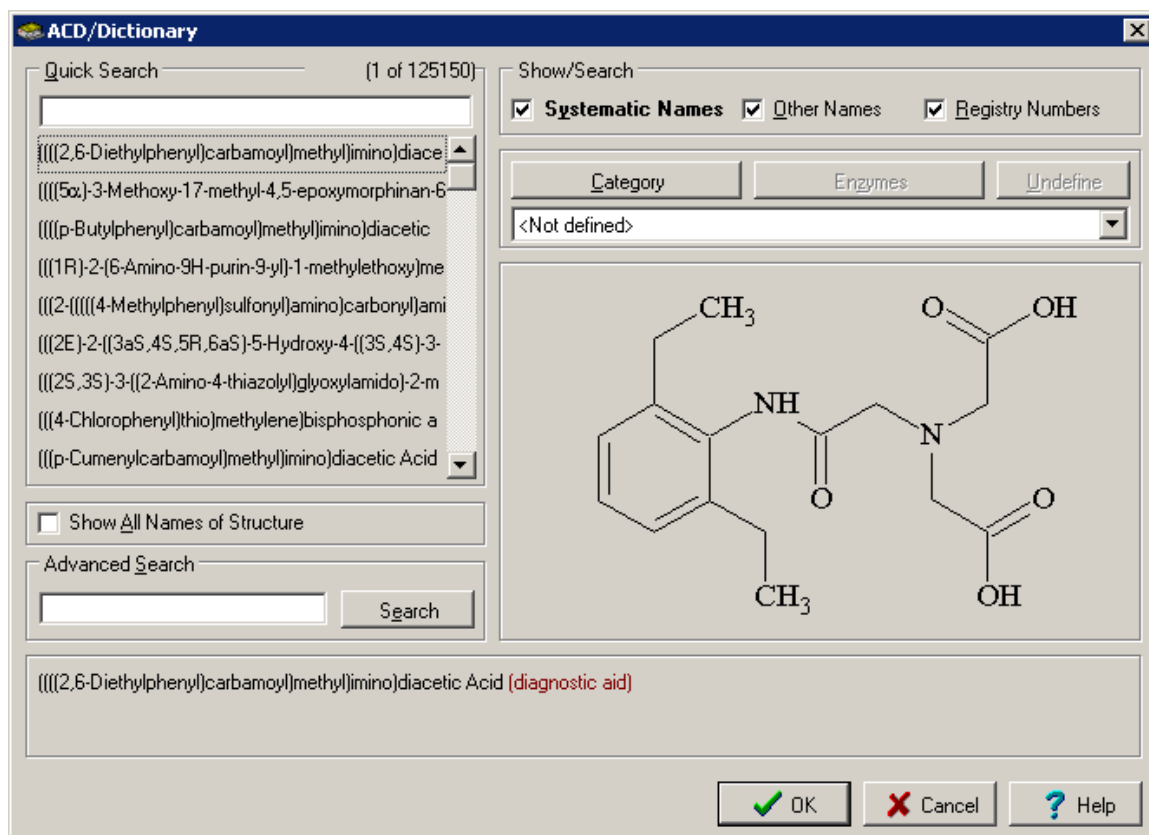 ACD/Dictionary
Quick Search (1 of 125150)
((((2,6-Diethylphenyl)carbamoyl)methyl)imino)diace
((((5α)-3-Methoxy-17-methyl-4,5-epoxymorphinan-6
((((p-Butylphenyl)carbamoyl)methyl)imino)diacetic
(((1R)-2-(6-Amino-9H-purin-9-yl)-1-methylethoxy)me
(((2-(((((4-Methylphenyl)sulfonyl)amino)carbonyl)ami
(((2E)-2-((3aS,4S,5R,6aS)-5-Hydroxy-4-((3S,4S)-3-
(((2S,3S)-3-((2-Amino-4-thiazolyl)glyoxylamido)-2-m
(((4-Chlorophenyl)thio)methylene)bisphosphonic a
(((p-Cumenylcarbamoyl)methyl)imino)diacetic Acid
Show All Names of Structure
Advanced Search
Search
Show/Search
Systematic Names Other Names Registry Numbers
Category Enzymes Undefine
<Not defined>
CH3 O OH
NH
N
O O
CH3 OH
((((2,6-Diethylphenyl)carbamoyl)methyl)imino)diacetic Acid (diagnostic aid)
OK Cancel Help